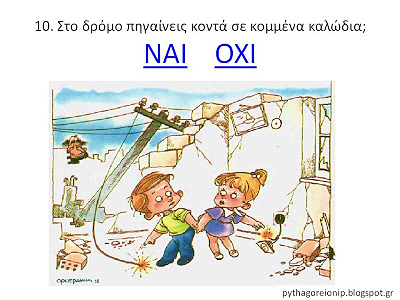 10. Στο δρόμο πηγαίνεις κοντά σε κομμένα καλώδια;
ΝΑΙ ΟΧΙ
pythagoreionip.blogspot.gr